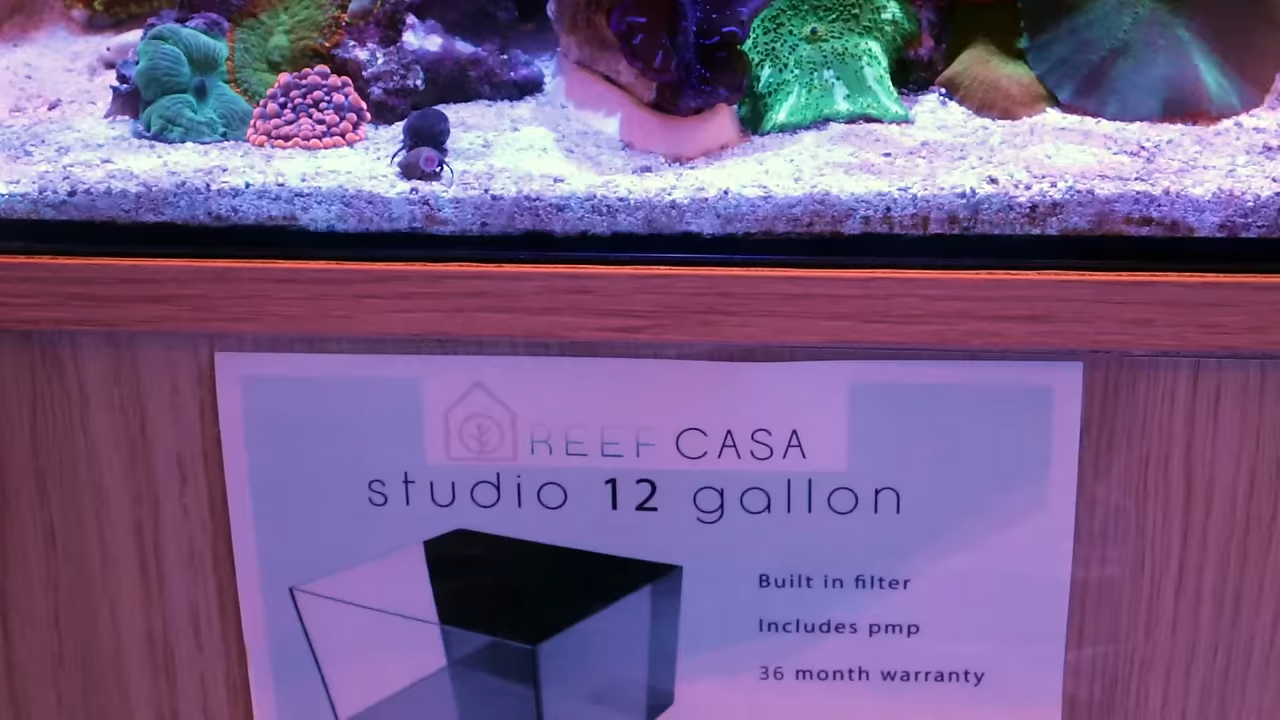 REEF CASA
studio 12 gallon
Built in filter
Includes pmp
36 month warranty